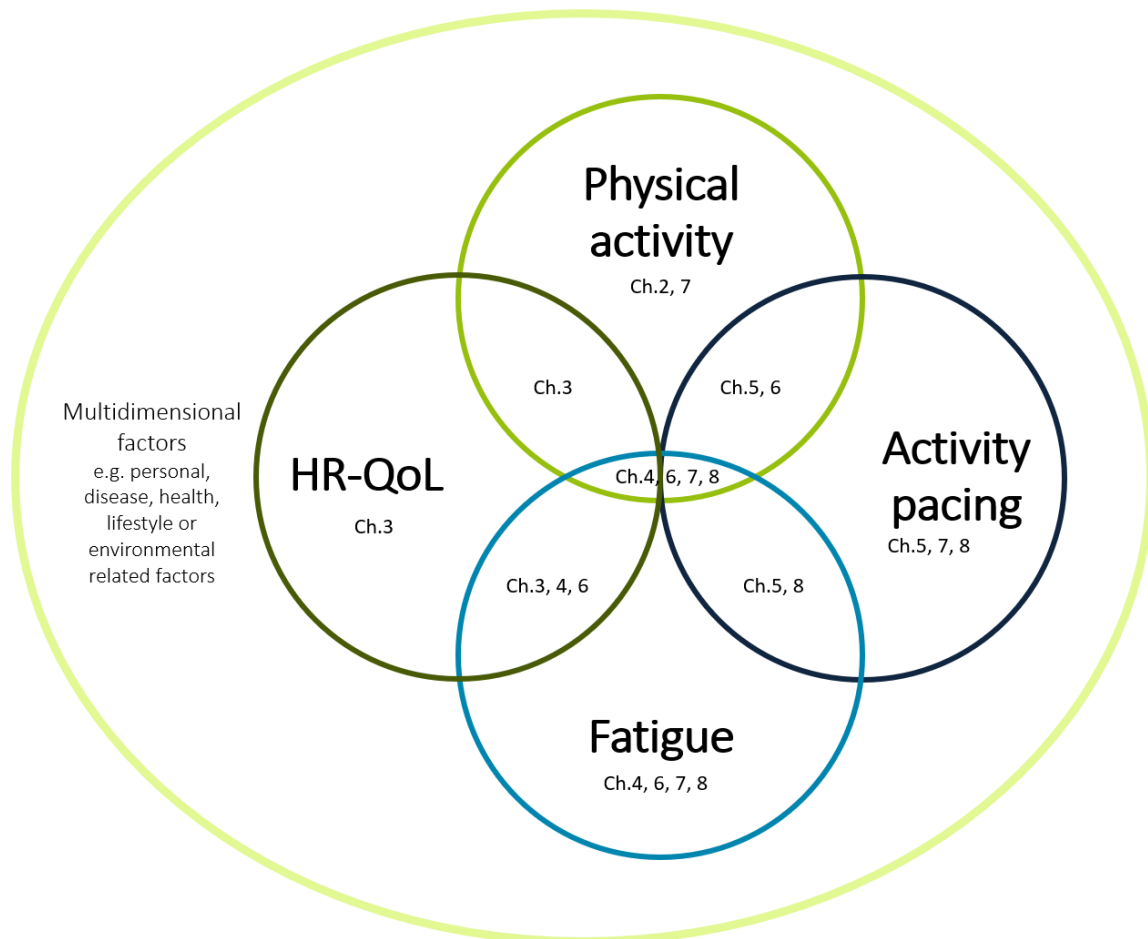 Physical
activity
Ch.2, 7
Ch.3
Ch.5, 6
Multidimensional
factors
e.g. personal,
disease, health,
lifestyle or
environmental
related factors
HR-QoL
Ch.3
Ch.4, 6, 7, 8
Activity
pacing
Ch.5, 7, 8
Ch.3, 4, 6
Ch.5, 8
Fatigue
Ch.4, 6, 7, 8